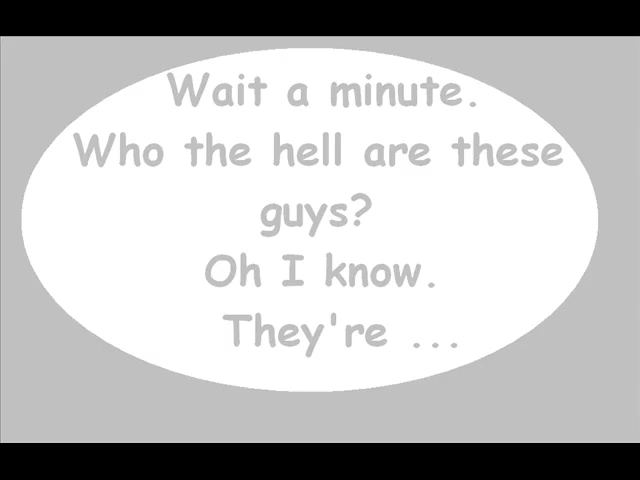 Wait a minute.
Who the hell are these
guys?
Oh I know.
They're ...